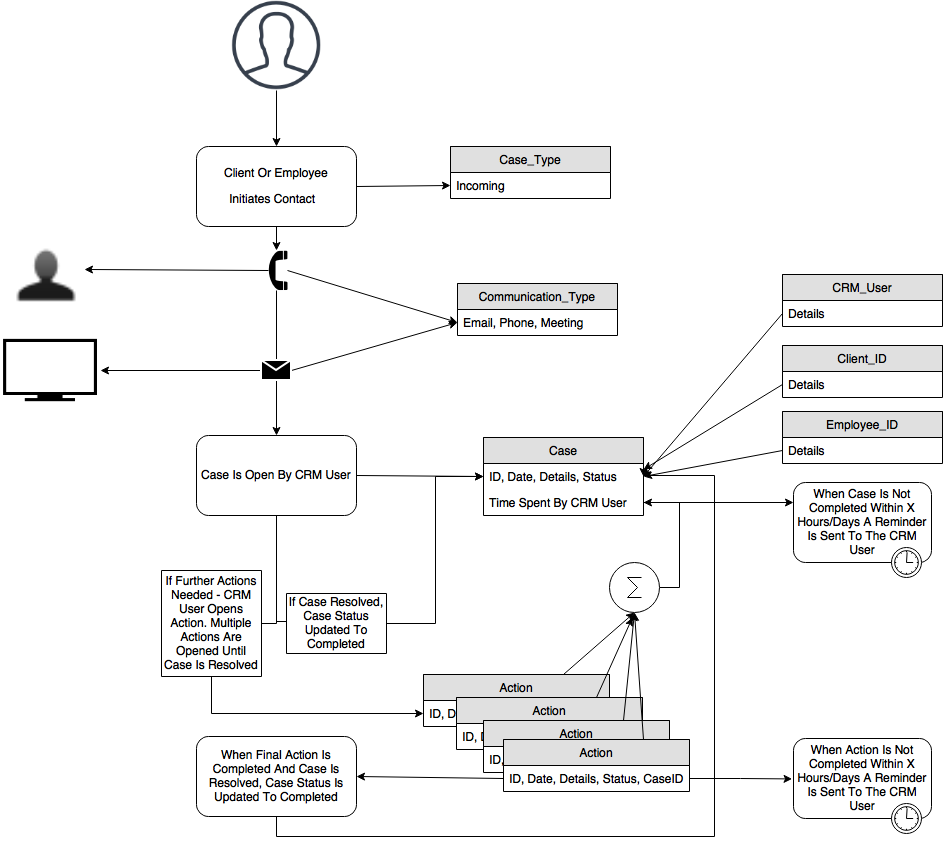 Client Or Employee
Initiates Contact
Case_Type
Incoming
Communication_Type
Email, Phone, Meeting
CRM_User
Details
Client_ID
Details
Employee_ID
Details
Case Is Open By CRM User
Case
ID, Date, Details, Status
Time Spent By CRM User
When Case Is Not
Completed Within X
Hours/Days A Reminder
Is Sent To The CRM
User
If Further Actions
Needed - CRM
User Opens
Action. Multiple
Actions Are
Opened Until
Case Is Resolved
If Case Resolved,
Case Status
Updated To
Completed
Σ
Action
ID, D
Action
ID, D
Action
ID,
Action
ID, Date, Details, Status, CaseID
When Final Action Is
Completed And Case Is
Resolved, Case Status Is
Updated To Completed
When Action Is Not
Completed Within X
Hours/Days A Reminder
Is Sent To The CRM
User